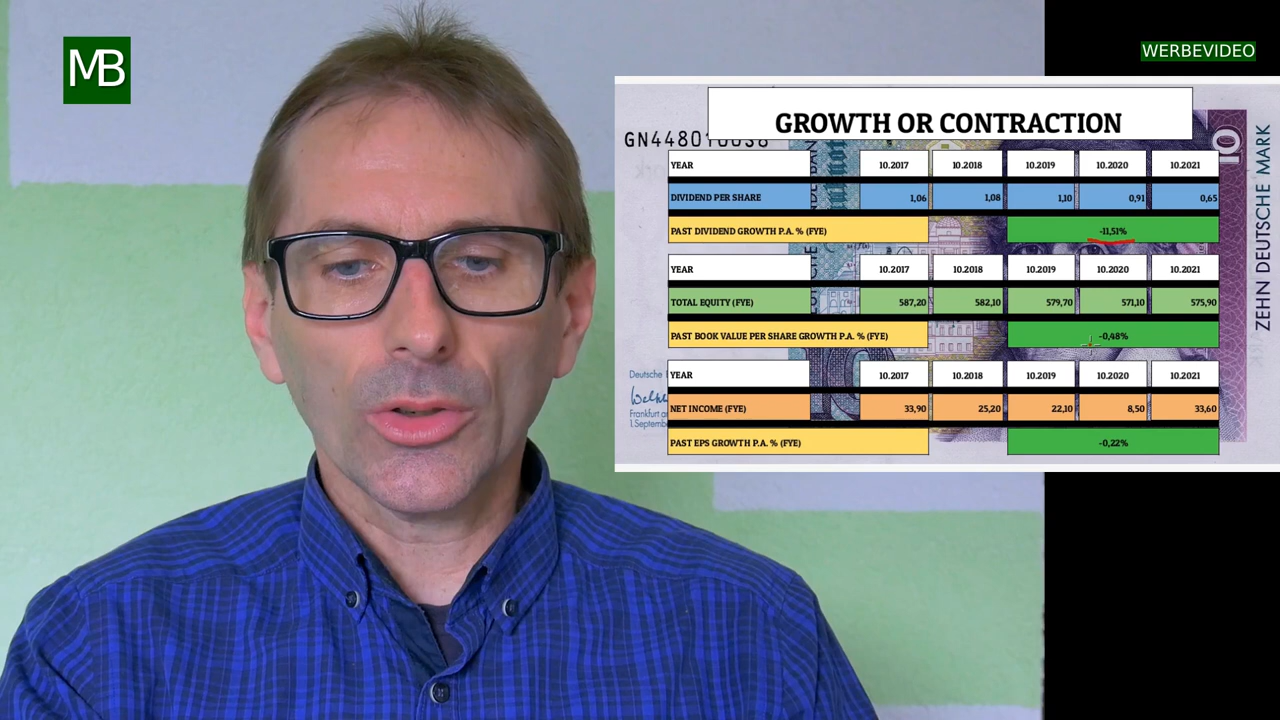 MB
WERBEVIDEO
GROWTH OR CONTRACTION
YEAR 10.2017 10.2018 10.2019 10.2020 10.2021
DIVIDEND PER SHARE 1,06 1,08 1,10 0,91 0,65
PAST DIVIDEND GROWTH P.A. % (FYE) -11,51%
YEAR 10.2017 10.2018 10.2019 10.2020 10.2021
TOTAL EQUITY (FYE) 587,20 582,10 579,70 571,10 575,90
PAST BOOK VALUE PER SHARE GROWTH P.A. % (FYE) -0,48%
YEAR 10.2017 10.2018 10.2019 10.2020 10.2021
NET INCOME (FYE) 33,90 25,20 22,10 8,50 33,60
PAST EPS GROWTH P.A. % (FYE) -0,22%
ZEHN DEUTSCHE MARK
10
Deutsche
Frankfurt